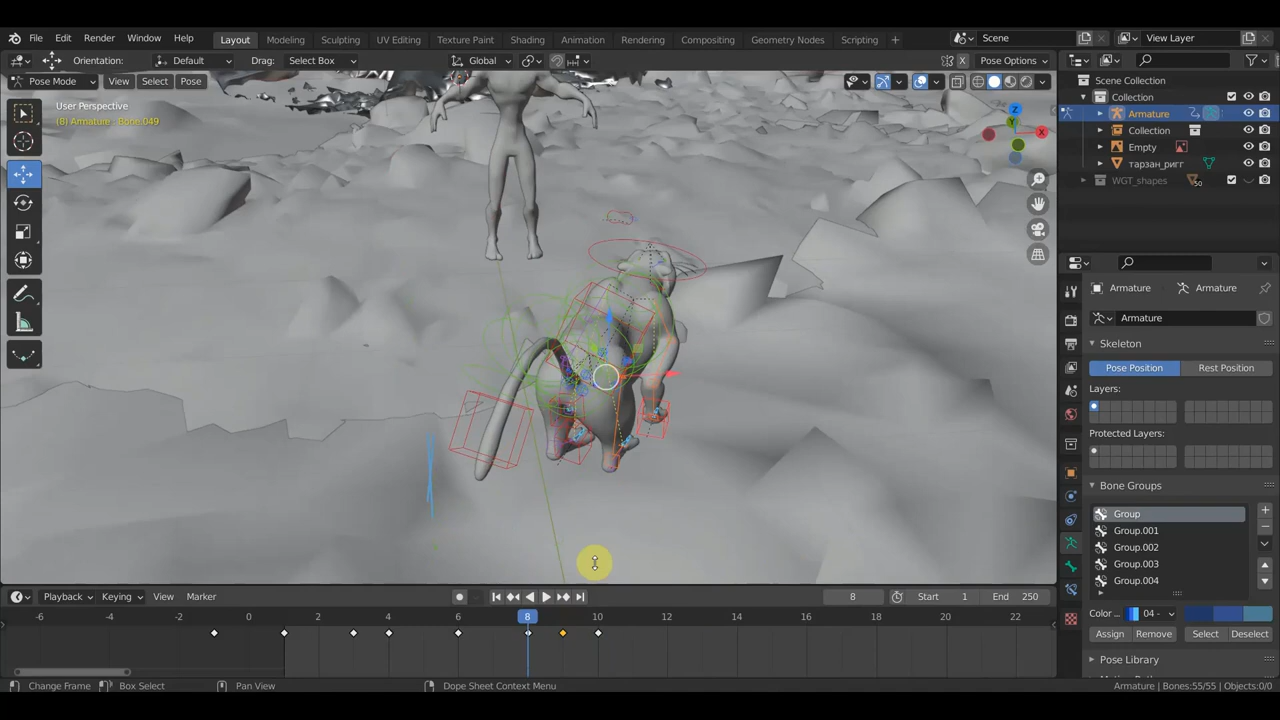 File Edit Render Window Help Layout Modeling Sculpting UV Editing Texture Paint Shading Animation Rendering Compositing Geometry Nodes Scripting + Scene View Layer
Orientation: Default Drag: Select Box Global Pose Options
Pose Mode View Select Pose
User Perspective
(8) Armature : Bone.049
X
Y
Z
Scene Collection
Collection
Armature
Collection
Empty
тарзан_ригг
WGT_shapes 50
Armature Armature
Armature
Skeleton
Pose Position Rest Position
Layers:
Protected Layers:
Bone Groups
Group
Group.001
Group.002
Group.003
Group.004
Color ... 04 -
Assign Remove Select Deselect
Pose Library
Playback Keying View Marker 8 Start 1 End 250
-6 -4 -2 0 2 4 6 8 10 12 14 16 18 20 22
Change Frame Box Select Pan View Dope Sheet Context Menu Armature | Bones:55/55 | Objects:0/0